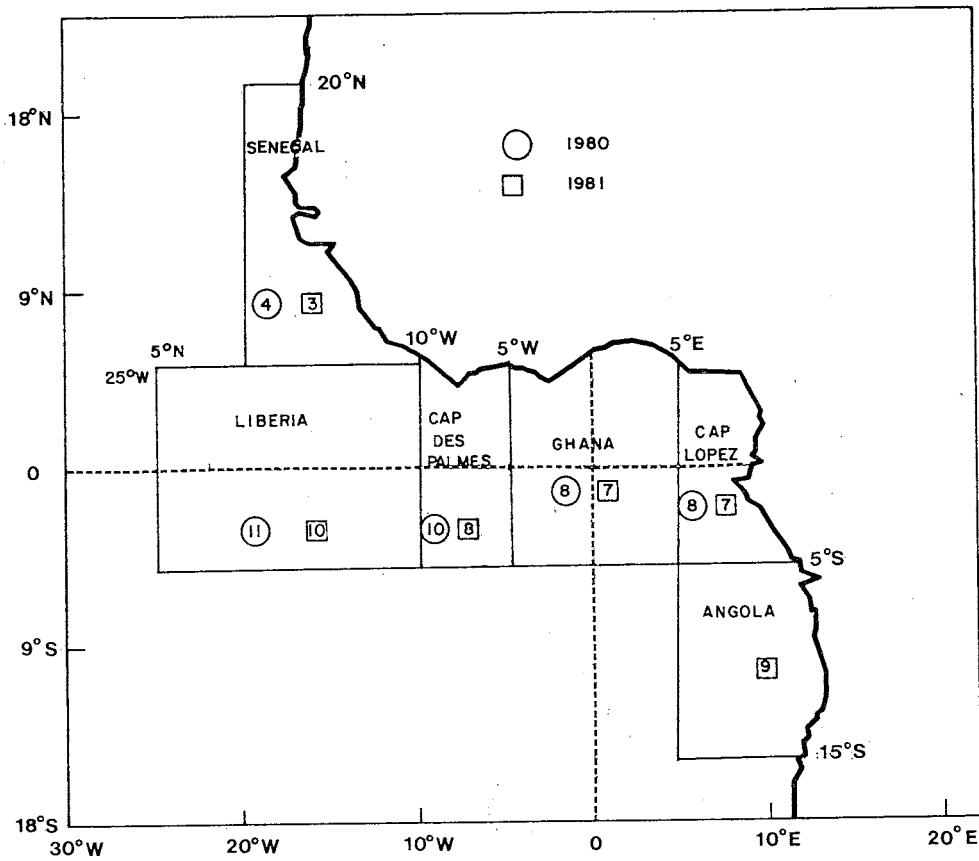 20°N
18°N
SENEGAL
1980
1981
9°N
4
3
10°W
5°W
5°E
5°N
25°W
LIBERIA
CAP
DES
PALMES
GHANA
CAP
LOPEZ
0
8
7
8
7
11
10
10
8
5°S
ANGOLA
9°S
9
15°S
18°S
30°W
20°W
10°W
0
10°E
20°E